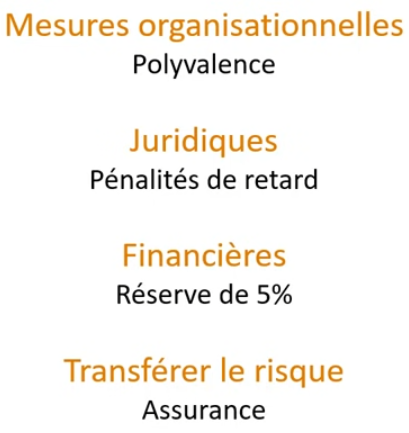 Mesures organisationnelles
Polyvalence
Juridiques
Pénalités de retard
Financières
Réserve de 5%
Transférer le risque
Assurance